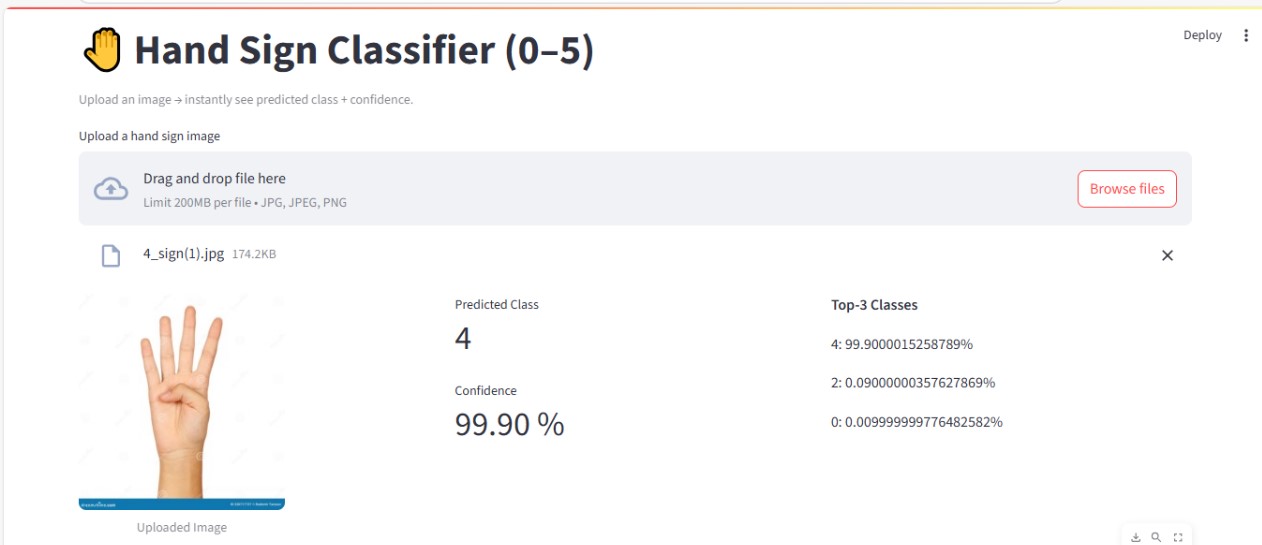 Hand Sign Classifier (0–5)
Deploy
Upload an image → instantly see predicted class + confidence.
Upload a hand sign image
Drag and drop file here
Limit 200MB per file • JPG, JPEG, PNG
Browse files
4_sign(1).jpg 174.2KB
Predicted Class
4
Confidence
99.90 %
Top-3 Classes
4: 99.9000015258789%
2: 0.09000000357627869%
0: 0.009999999776482582%
Uploaded Image